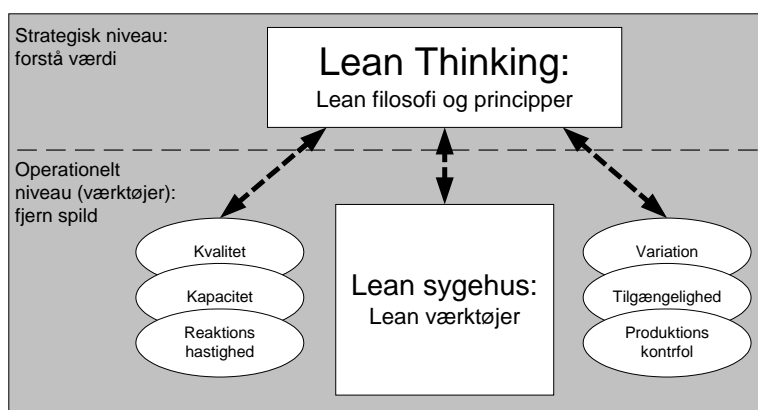 Strategisk niveau:
forstå værdi
Lean Thinking:
Lean filosofi og principper
Operationelt
niveau (værktøjer):
fjern spild
Kvalitet
Kapacitet
Reaktions
hastighed
Lean sygehus:
Lean værktøjer
Variation
Tilgængelighed
Produktions
kontrfol